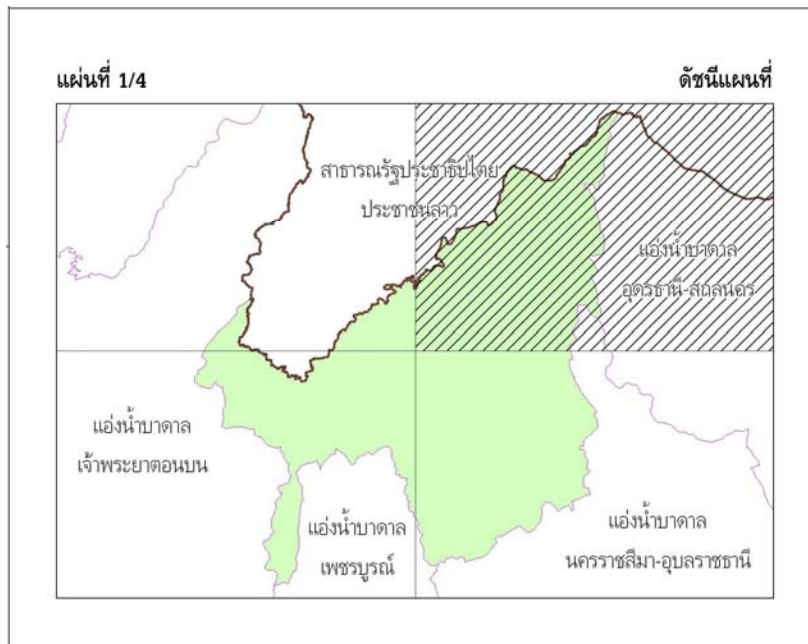 แผ่นที่ 1/4
ดัชนีแผนที่
สาธารณรัฐประชาธิปไตย
ประชาชนลาว
แอ่งน้ำบาดาล
อุดรธานี-สกลนคร
แอ่งน้ำบาดาล
เจ้าพระยาตอนบน
แอ่งน้ำบาดาล
เพชรบูรณ์
แอ่งน้ำบาดาล
นครราชสีมา-อุบลราชธานี